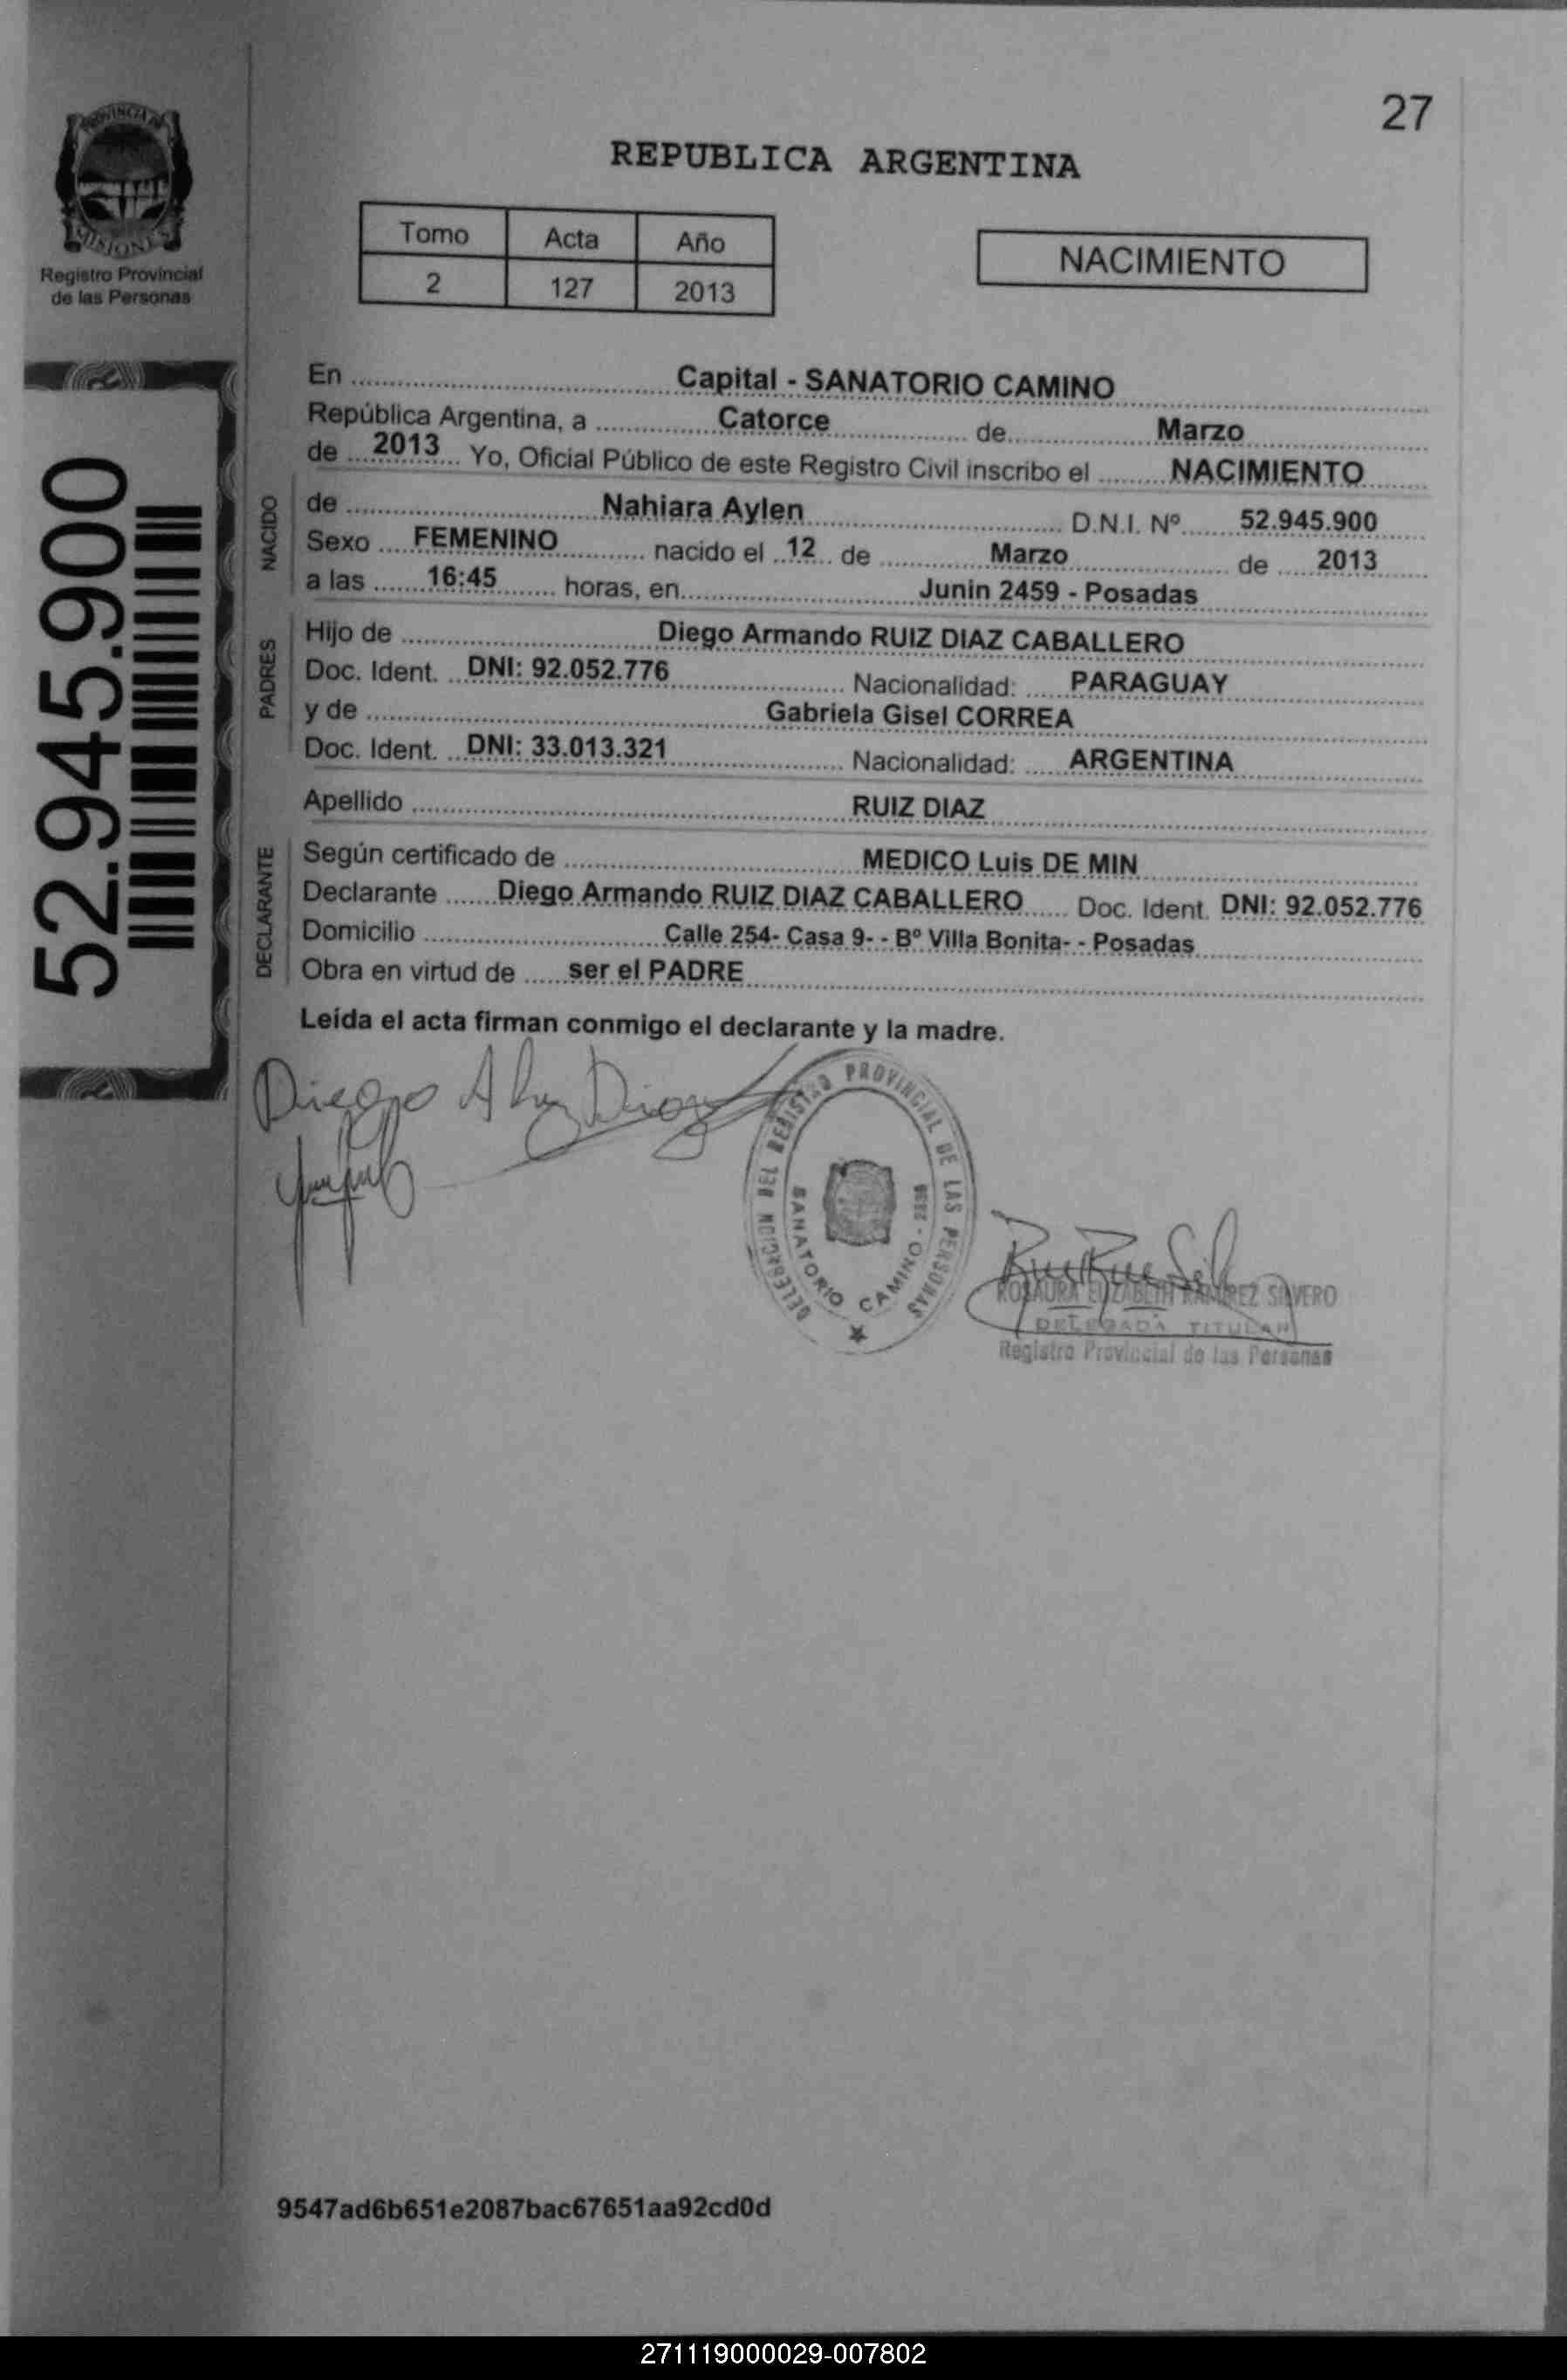 27
PROVINCIA DE
MISIONES
Registro Provincial
de las Personas
REPUBLICA ARGENTINA
Tomo Acta Año
2 127 2013
NACIMIENTO
52.945.900
En Capital - SANATORIO CAMINO
República Argentina, a Catorce de Marzo
de 2013 Yo, Oficial Público de este Registro Civil inscribo el NACIMIENTO
NACIDO
de Nahiara Aylen D.N.I. Nº 52.945.900
Sexo FEMENINO nacido el 12 de Marzo de 2013
a las 16:45 horas, en Junin 2459 - Posadas
PADRES
Hijo de Diego Armando RUIZ DIAZ CABALLERO
Doc. Ident. DNI: 92.052.776 Nacionalidad: PARAGUAY
y de Gabriela Gisel CORREA
Doc. Ident. DNI: 33.013.321 Nacionalidad: ARGENTINA
Apellido RUIZ DIAZ
DECLARANTE
Según certificado de MEDICO Luis DE MIN
Declarante Diego Armando RUIZ DIAZ CABALLERO Doc. Ident. DNI: 92.052.776
Domicilio Calle 254- Casa 9- - Bº Villa Bonita- - Posadas
Obra en virtud de ser el PADRE
Leída el acta firman conmigo el declarante y la madre.
Diego A
DELEGACION DEL REGISTRO PROVINCIAL DE LAS PERSONAS
SANATORIO CAMINO
ROSAURA ELIZABETH RAMIREZ SILVERO
DELEGADA TITULAR
Registro Provincial de las Personas
9547ad6b651e2087bac67651aa92cd0d
271119000029-007802